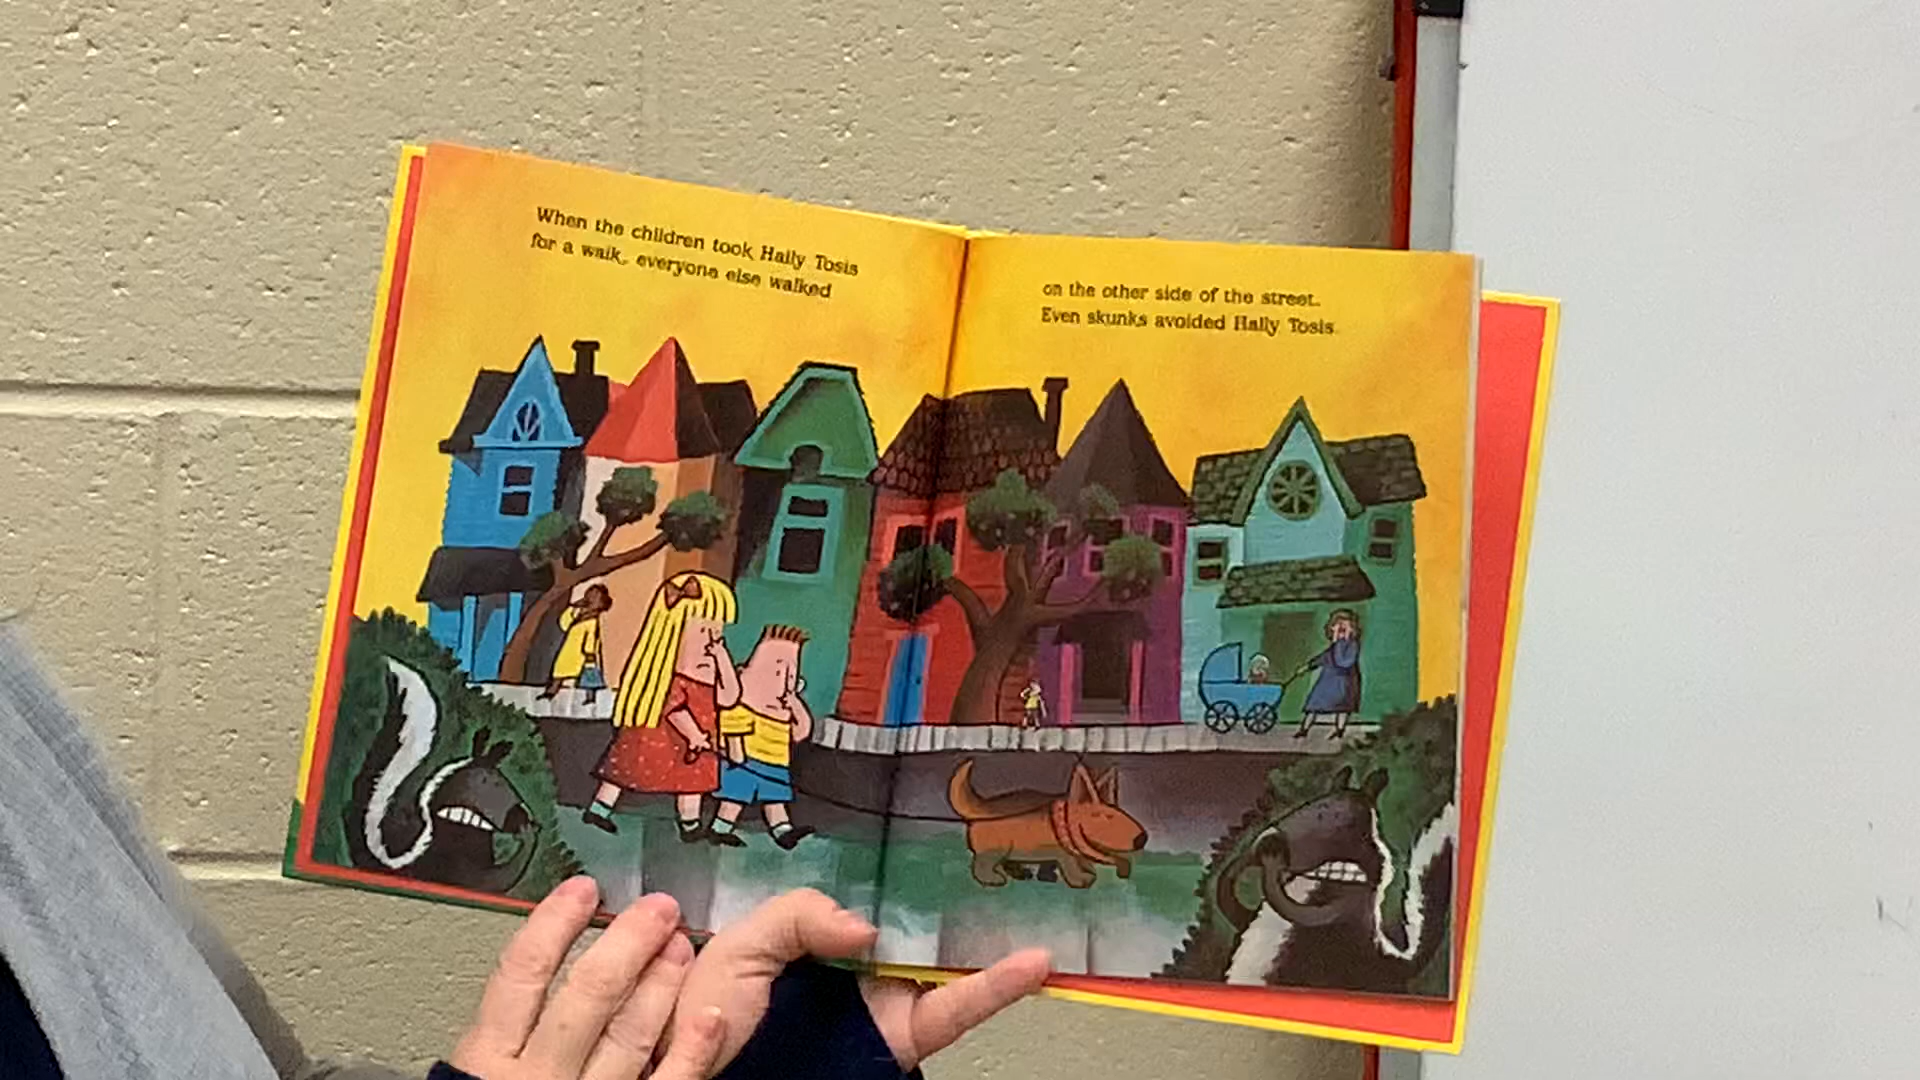 When the children took Hally Tosis
for a walk, everyone else walked
on the other side of the street.
Even skunks avoided Hally Tosis.